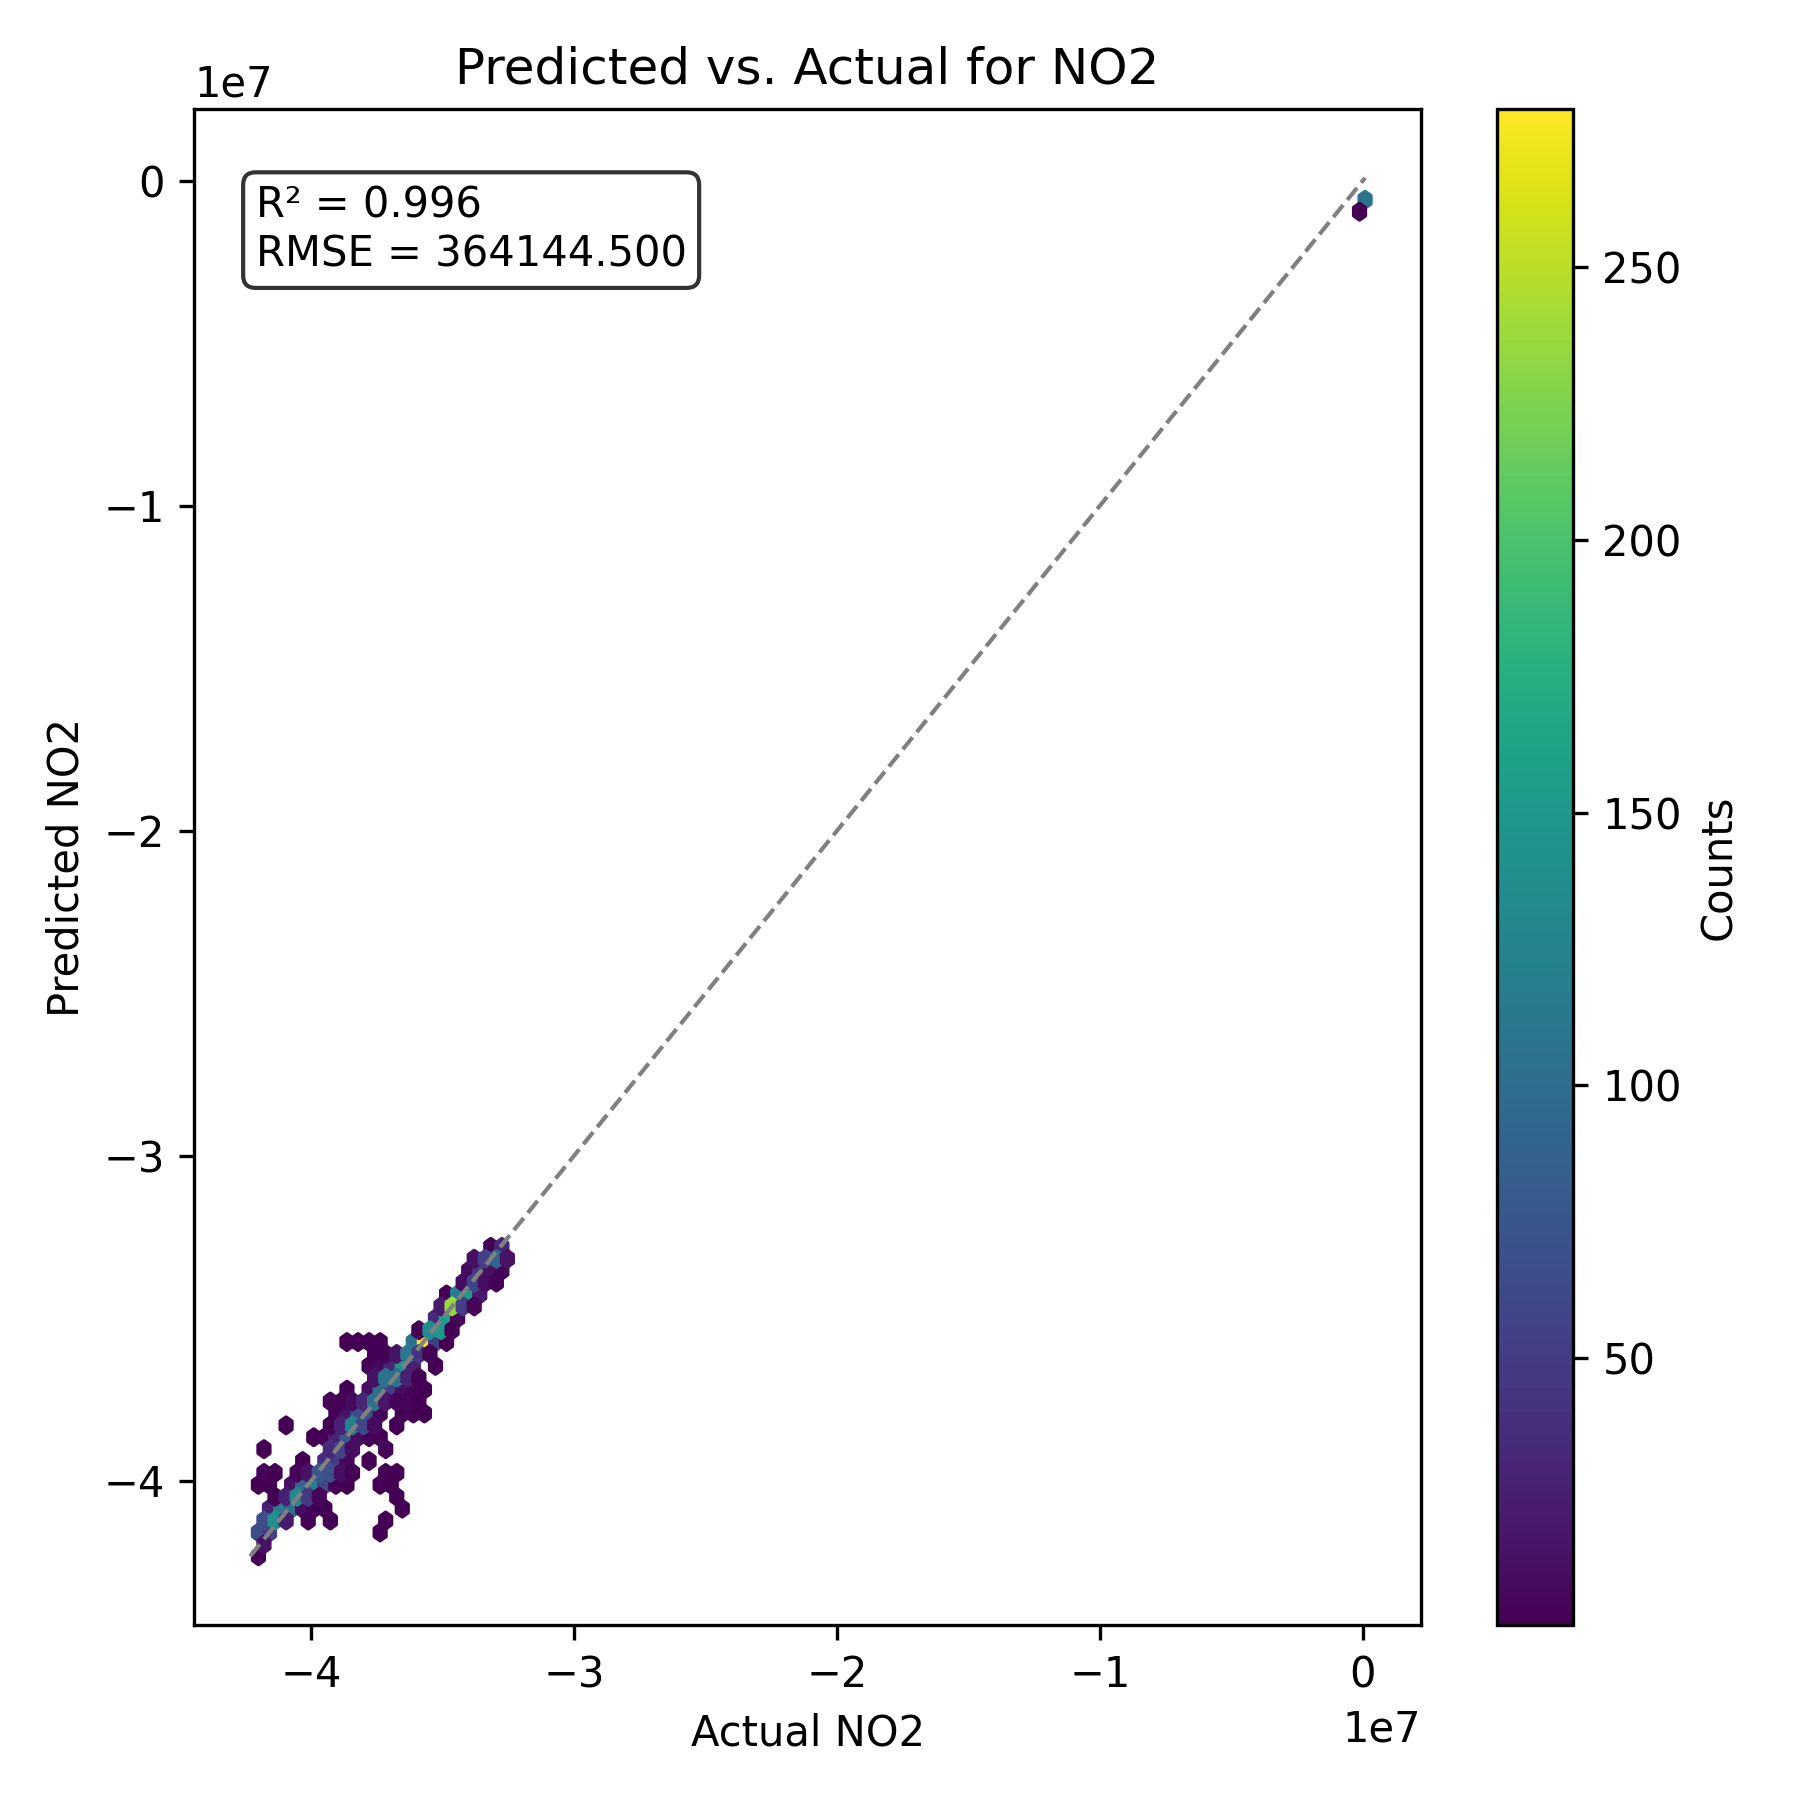 Predicted vs. Actual for NO2
1e7
R² = 0.996
RMSE = 364144.500
0
−1
−2
−3
−4
Predicted NO2
−4
−3
−2
−1
0
1e7
Actual NO2
250
200
150
100
50
Counts